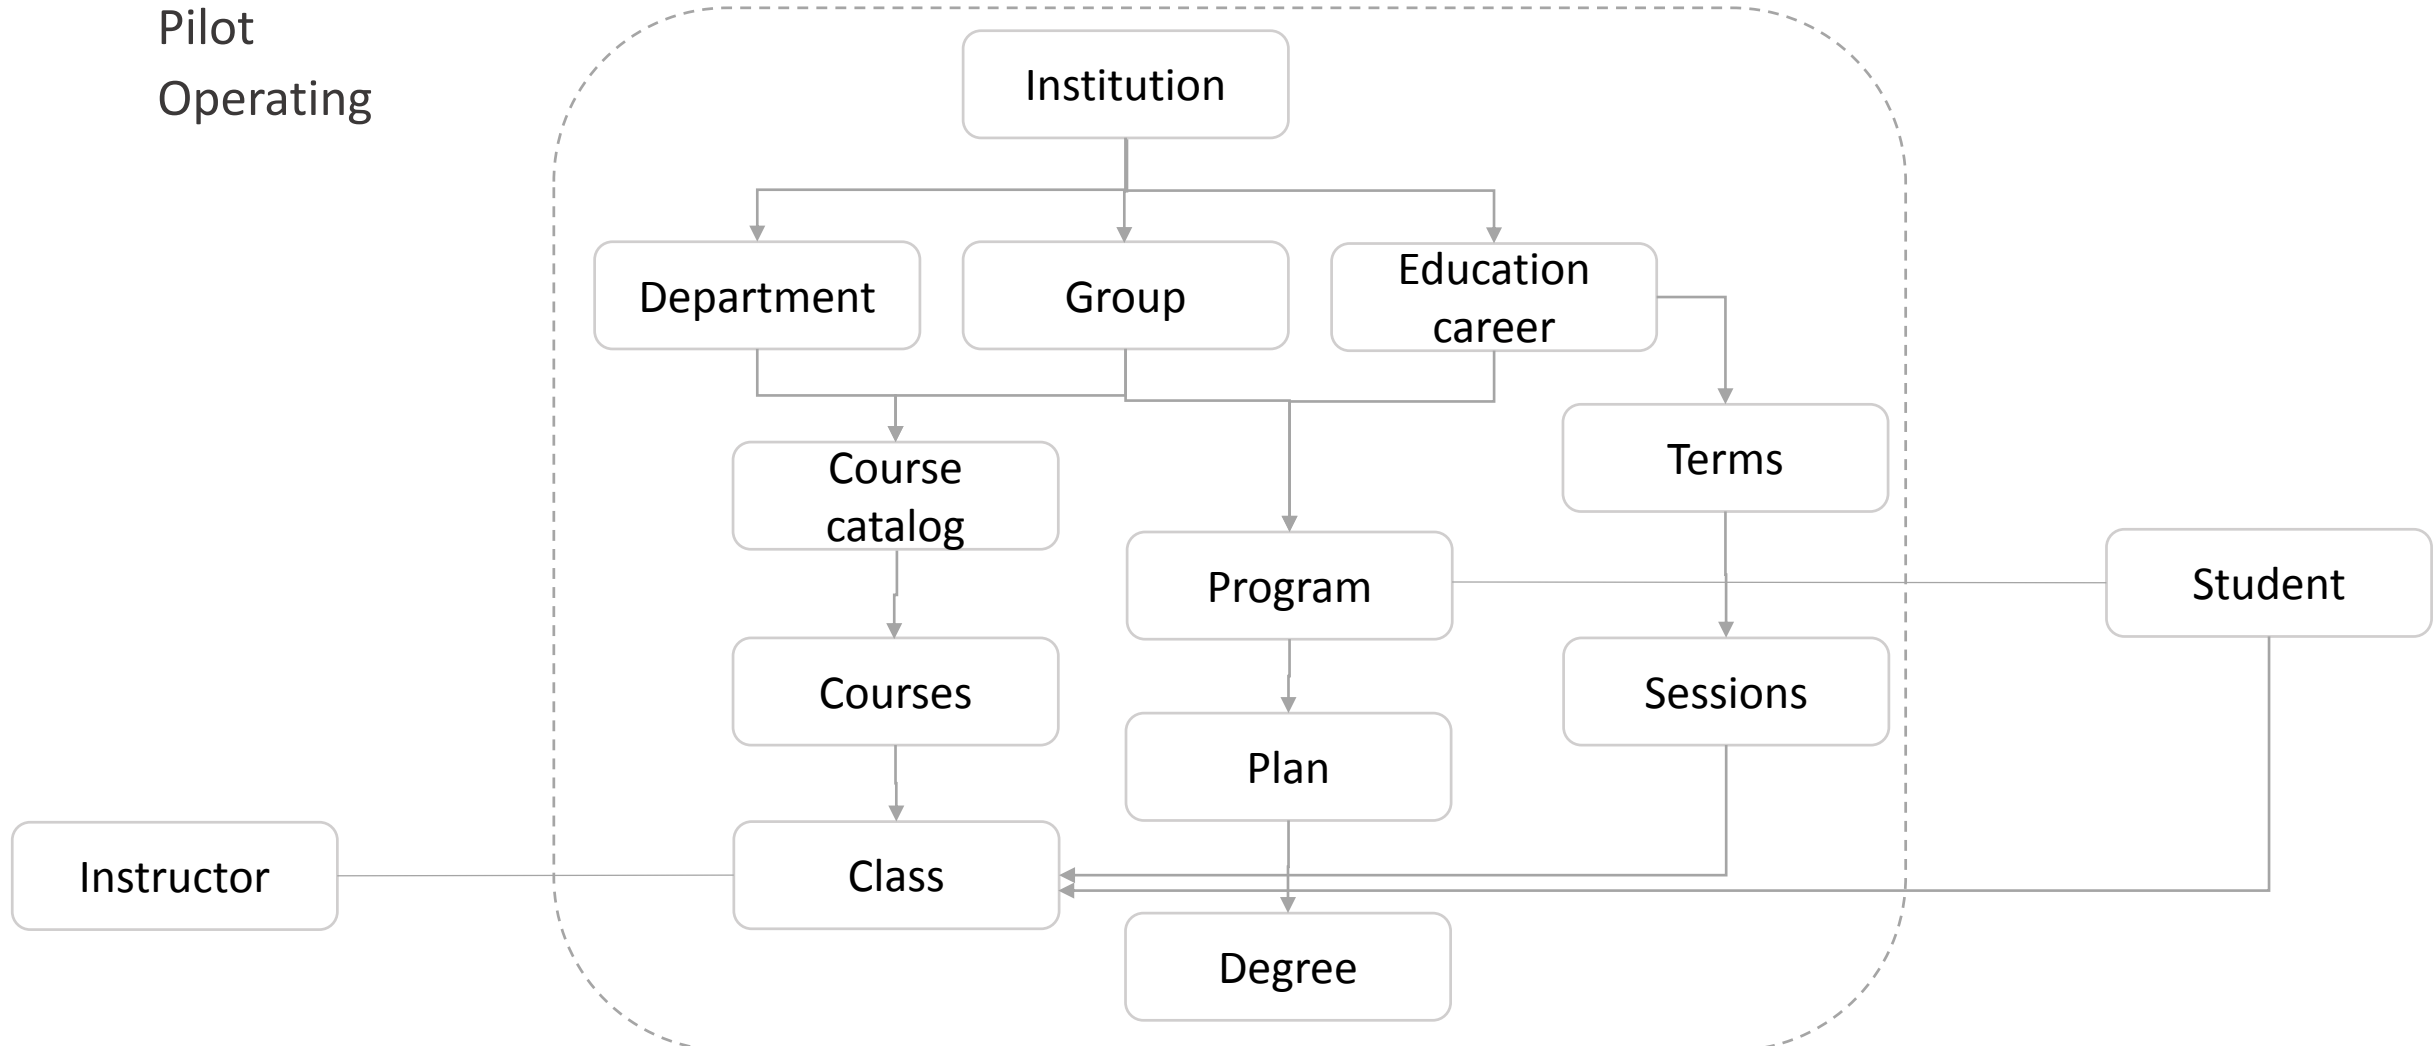 Pilot
Operating
Institution
Department
Group
Education
career
Course
catalog
Terms
Program
Student
Courses
Sessions
Plan
Instructor
Class
Degree